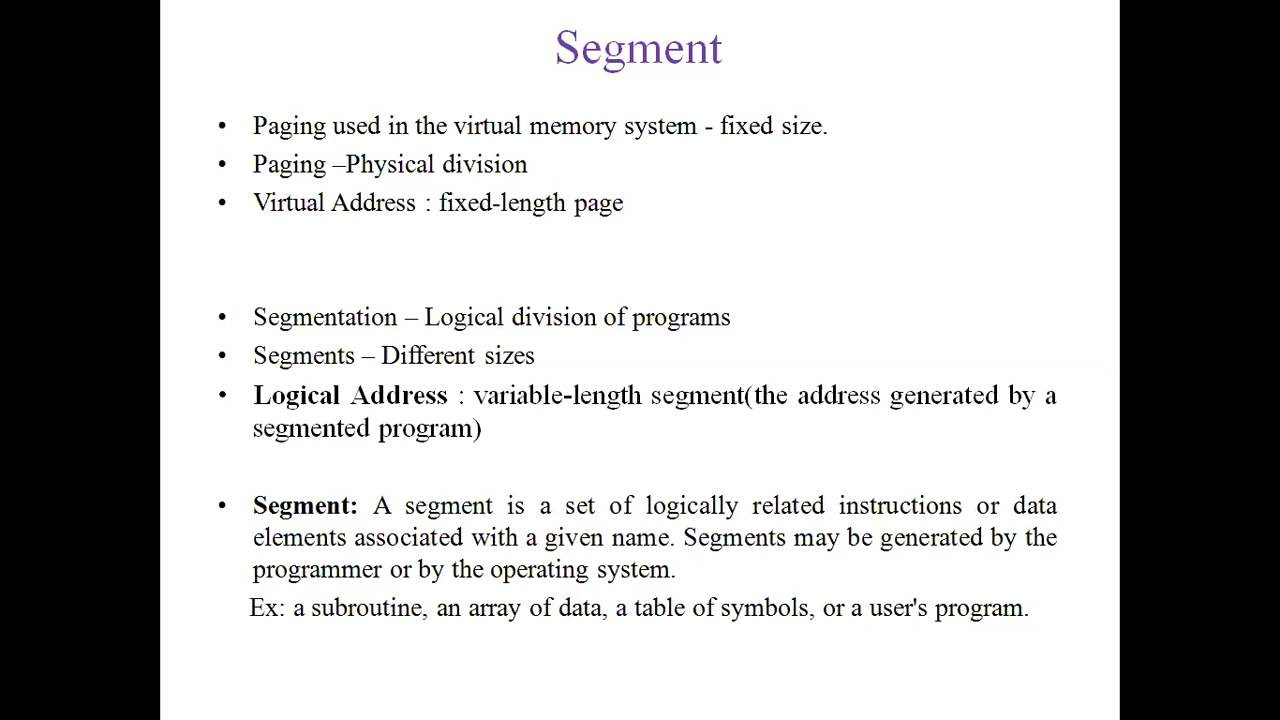 Segment
• Paging used in the virtual memory system - fixed size.
• Paging –Physical division
• Virtual Address : fixed-length page
• Segmentation – Logical division of programs
• Segments – Different sizes
• Logical Address : variable-length segment(the address generated by a
segmented program)
• Segment: A segment is a set of logically related instructions or data
elements associated with a given name. Segments may be generated by the
programmer or by the operating system.
Ex: a subroutine, an array of data, a table of symbols, or a user's program.